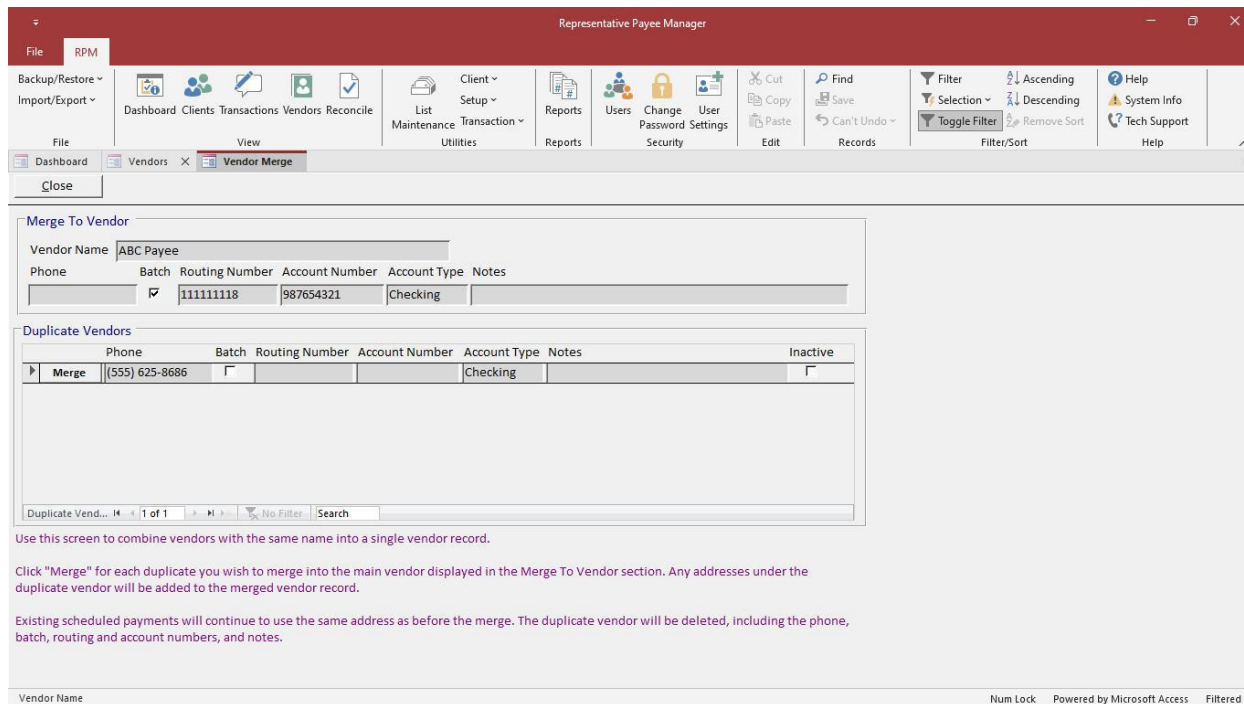 Representative Payee Manager
File RPM
Backup/Restore
Import/Export
File
Dashboard Clients Transactions Vendors Reconcile
View
List Maintenance
Client
Setup
Transaction
Utilities
Reports
Reports
Users Change Password User Settings
Security
Cut
Copy
Paste
Edit
Find
Save
Can't Undo
Records
Filter
Selection
Toggle Filter
Ascending
Descending
Remove Sort
Filter/Sort
Help
System Info
Tech Support
Help
Dashboard Vendors Vendor Merge
Close
Merge To Vendor
Vendor Name ABC Payee
Phone Batch Routing Number Account Number Account Type Notes
111111118 987654321 Checking
Duplicate Vendors
Phone Batch Routing Number Account Number Account Type Notes Inactive
Merge (555) 625-8686 Checking
Duplicate Vend... 1 of 1 No Filter Search
Use this screen to combine vendors with the same name into a single vendor record.
Click "Merge" for each duplicate you wish to merge into the main vendor displayed in the Merge To Vendor section. Any addresses under the
duplicate vendor will be added to the merged vendor record.
Existing scheduled payments will continue to use the same address as before the merge. The duplicate vendor will be deleted, including the phone,
batch, routing and account numbers, and notes.
Vendor Name Num Lock Powered by Microsoft Access Filtered